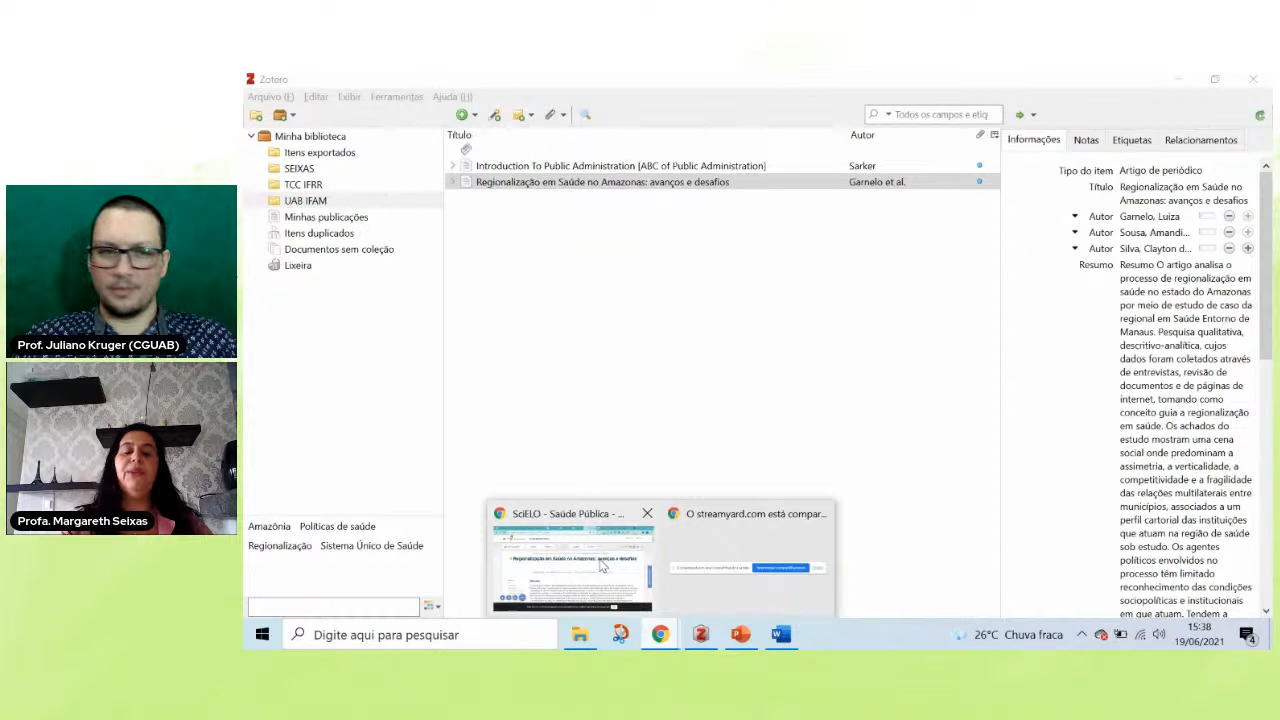 Zotero
Arquivo (F) Editar Exibir Ferramentas Ajuda (H)
Todos os campos e etiq
Minha biblioteca
Itens exportados
SEIXAS
TCC IFRR
UAB IFAM
Minhas publicações
Itens duplicados
Documentos sem coleção
Lixeira
Título Autor
Introduction To Public Administration [ABC of Public Administration] Sarker
Regionalização em Saúde no Amazonas: avanços e desafios Garnelo et al.
Informações Notas Etiquetas Relacionamentos
Tipo do item Artigo de periódico
Título Regionalização em Saúde no
Amazonas: avanços e desafios
Autor Garnelo, Luiza
Autor Sousa, Amandi...
Autor Silva, Clayton d...
Resumo Resumo O artigo analisa o
processo de regionalização em
saúde no estado do Amazonas
por meio de estudo de caso da
regional em Saúde Entorno de
Manaus. Pesquisa qualitativa,
descritivo-analítica, cujos
dados foram coletados através
de entrevistas, revisão de
documentos e de páginas de
internet, tomando como
conceito guia a regionalização
em saúde. Os achados do
estudo mostram uma cena
social onde predominam a
assimetria, a verticalidade, a
competitividade e a fragilidade
das relações multilaterais entre
municípios, associados a um
perfil cartorial das instituições
que atuam na região de saúde
sob estudo. Os agentes
políticos envolvidos no
processo têm limitado
reconhecimento das condições
sociopolíticas e institucionais
em que atuam. Tendem a
Prof. Juliano Kruger (CGUAB)
Profa. Margareth Seixas
Amazônia Políticas de saúde
Regionalização Sistema Único de Saúde
SciELO - Saúde Pública - ...
O streamyard.com está compar...
Regionalização em Saúde no Amazonas: avanços e desafios
Digite aqui para pesquisar
26°C Chuva fraca
15:38
19/06/2021
4